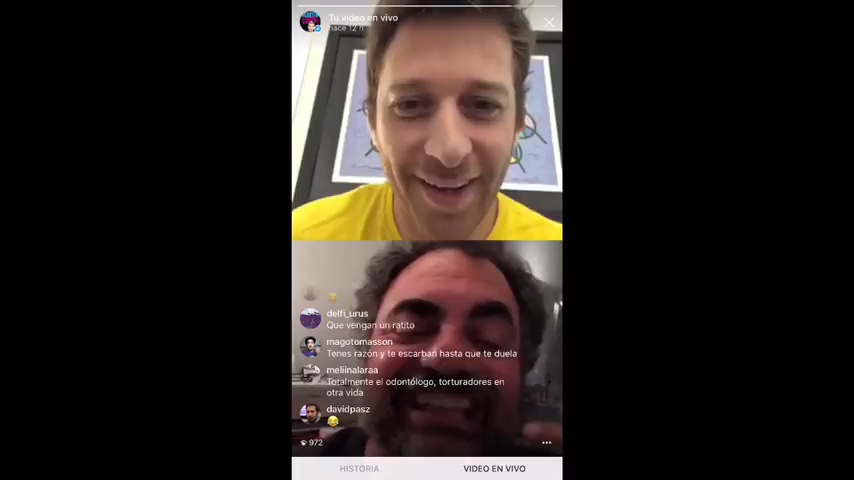 Tu video en vivo
hace 12 h
delfi_urus
Que vengan un ratito
magotomasson
Tenes razón y te escarban hasta que te duela
meliinalaraa
Totalmente el odontólogo, torturadores en
otra vida
davidpasz
972
HISTORIA
VIDEO EN VIVO